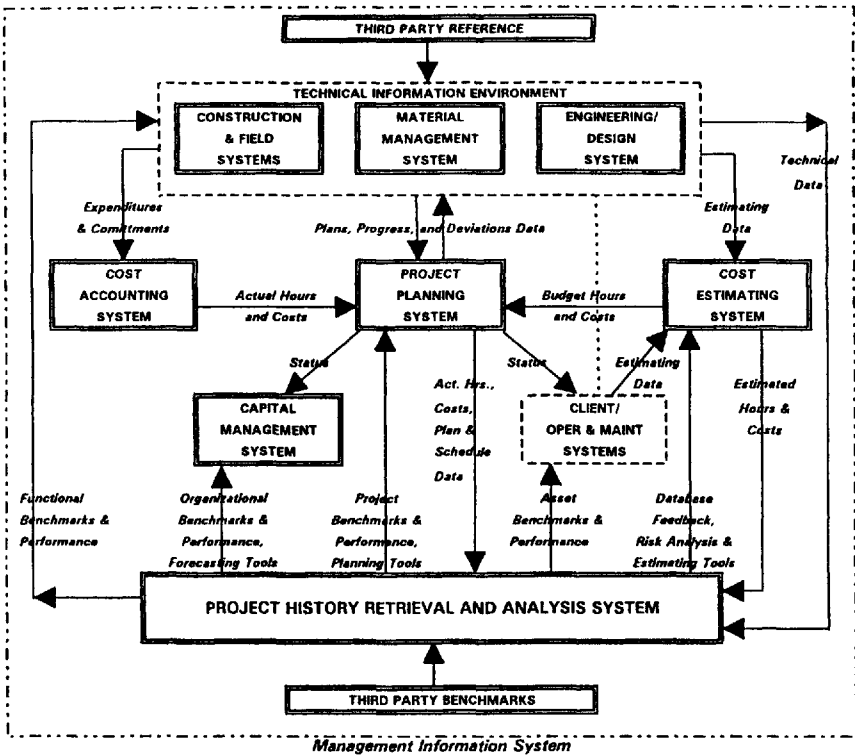 THIRD PARTY REFERENCE
TECHNICAL INFORMATION ENVIRONMENT
CONSTRUCTION
& FIELD
SYSTEMS
MATERIAL
MANAGEMENT
SYSTEM
ENGINEERING/
DESIGN
SYSTEM
Technical
Data
Expenditures
& Comittments
Plans, Progress, and Deviations Data
Estimating
Data
COST
ACCOUNTING
SYSTEM
Actual Hours
and Costs
PROJECT
PLANNING
SYSTEM
Budget Hours
and Costs
COST
ESTIMATING
SYSTEM
Status
Status
Estimating
Data
CAPITAL
MANAGEMENT
SYSTEM
Act. Hrs.,
Costs,
Plan &
Schedule
Data
CLIENT/
OPER & MAINT
SYSTEMS
Estimated
Hours &
Costs
Functional
Benchmarks &
Performance
Organizational
Benchmarks &
Performance,
Forecasting Tools
Project
Benchmarks &
Performance,
Planning Tools
Asset
Benchmarks &
Performance
Database
Feedback,
Risk Analysis &
Estimating Tools
PROJECT HISTORY RETRIEVAL AND ANALYSIS SYSTEM
THIRD PARTY BENCHMARKS
Management Information System